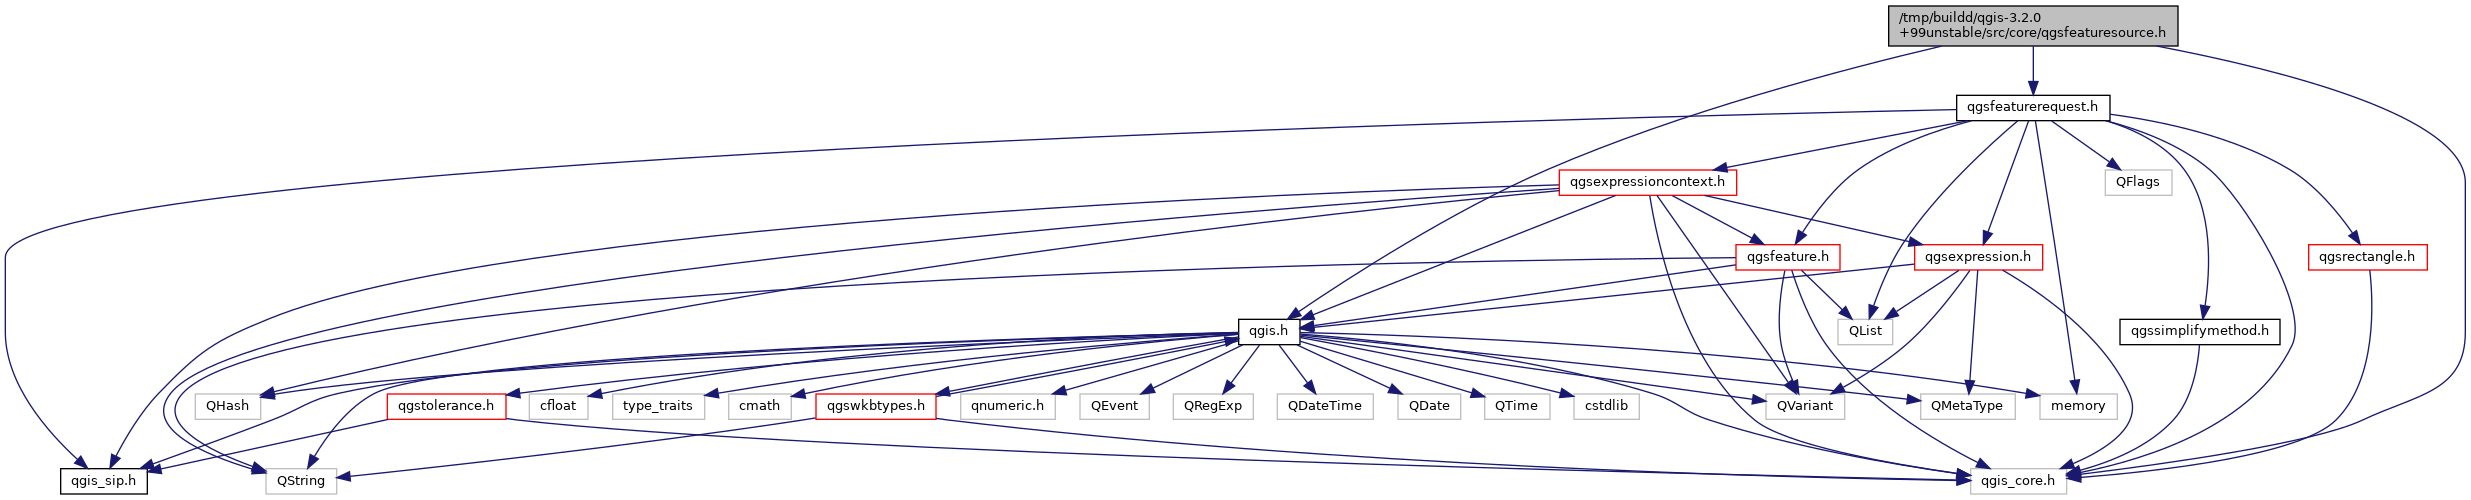 /tmp/buildd/qgis-3.2.0
+99unstable/src/core/qgsfeaturesource.h
qgsfeaturerequest.h
qgsexpressioncontext.h
QFlags
qgsfeature.h
qgsexpression.h
qgsrectangle.h
qgis.h
QList
qgssimplifymethod.h
QHash
qgstolerance.h
cfloat
type_traits
cmath
qgswkbtypes.h
qnumeric.h
QEvent
QRegExp
QDateTime
QDate
QTime
cstdlib
QVariant
QMetaType
memory
qgis_sip.h
QString
qgis_core.h